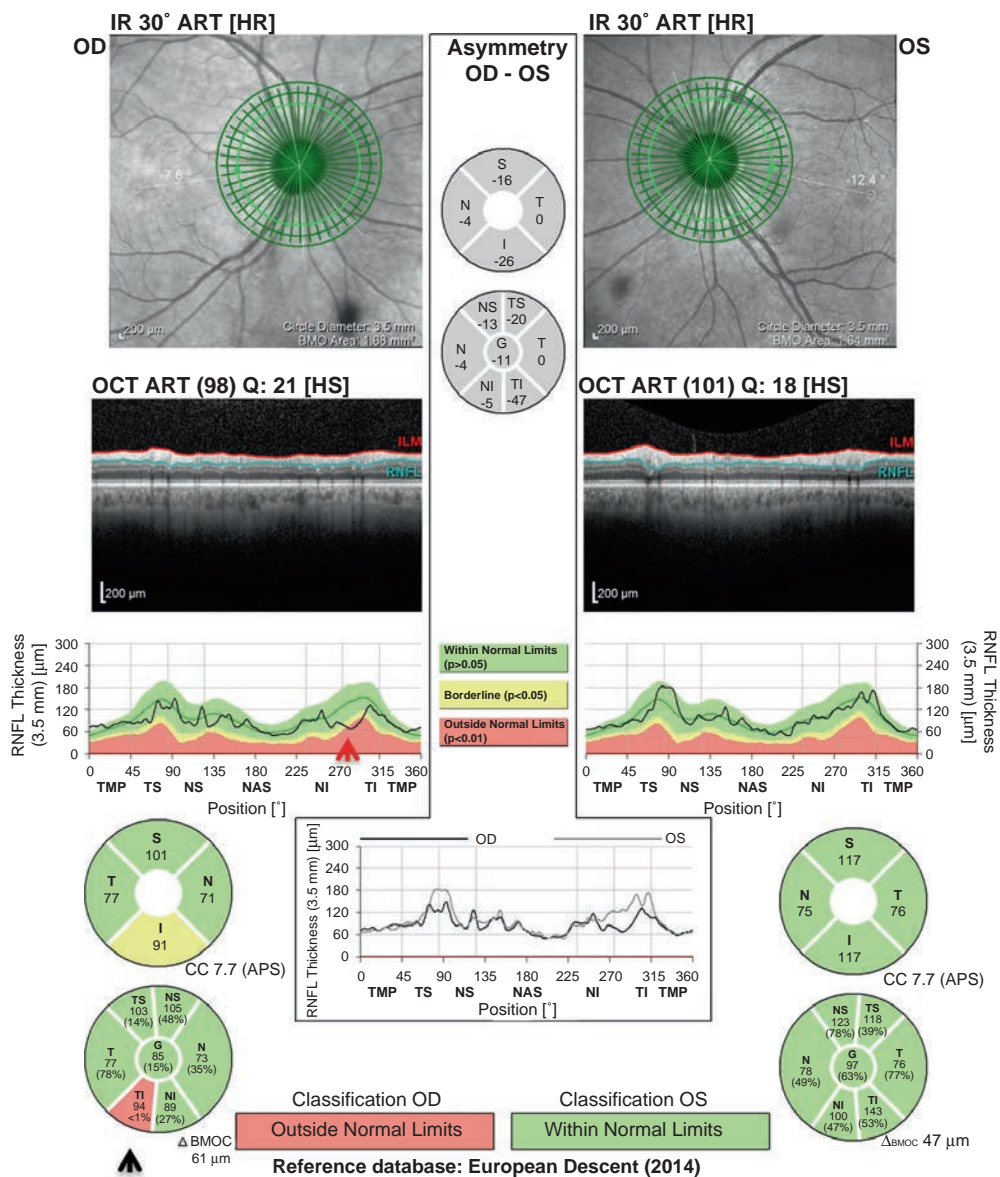 IR 30˚ ART [HR]
IR 30˚ ART [HR]
OD
Asymmetry
OD - OS
OS
-7.6 °
200 µm
Circle Diameter: 3.5 mm
BMO Area: 1.68 mm²
-12.4 °
200 µm
Circle Diameter: 3.5 mm
BMO Area: 1.64 mm²
S
-16
N
-4
T
0
I
-26
NS
-13
TS
-20
N
-4
G
-11
T
0
NI
-5
TI
-47
OCT ART (98) Q: 21 [HS]
OCT ART (101) Q: 18 [HS]
ILM
RNFL
200 µm
ILM
RNFL
200 µm
RNFL Thickness
(3.5 mm) [µm]
300
240
180
120
60
0
0 45 90 135 180 225 270 315 360
TMP TS NS NAS NI TI TMP
Position [˚]
Within Normal Limits
(p>0.05)
Borderline (p<0.05)
Outside Normal Limits
(p<0.01)
300
240
180
120
60
0
RNFL Thickness
(3.5 mm) [µm]
0 45 90 135 180 225 270 315 360
TMP TS NS NAS NI TI TMP
Position [˚]
S
101
T
77
N
71
I
91
CC 7.7 (APS)
RNFL Thickness (3.5 mm) [µm]
OD
OS
300
240
180
120
60
0
0 45 90 135 180 225 270 315 360
TMP TS NS NAS NI TI TMP
Position [˚]
S
117
N
75
T
76
I
117
CC 7.7 (APS)
TS
103
(14%)
NS
105
(48%)
T
77
(78%)
G
85
(15%)
N
73
(35%)
TI
94
<1%
NI
89
(27%)
Δ BMOC
61 µm
NS
123
(78%)
TS
118
(39%)
N
78
(49%)
G
97
(63%)
T
76
(77%)
NI
100
(47%)
TI
143
(53%)
ΔBMOC 47 µm
Classification OD
Outside Normal Limits
Classification OS
Within Normal Limits
Reference database: European Descent (2014)